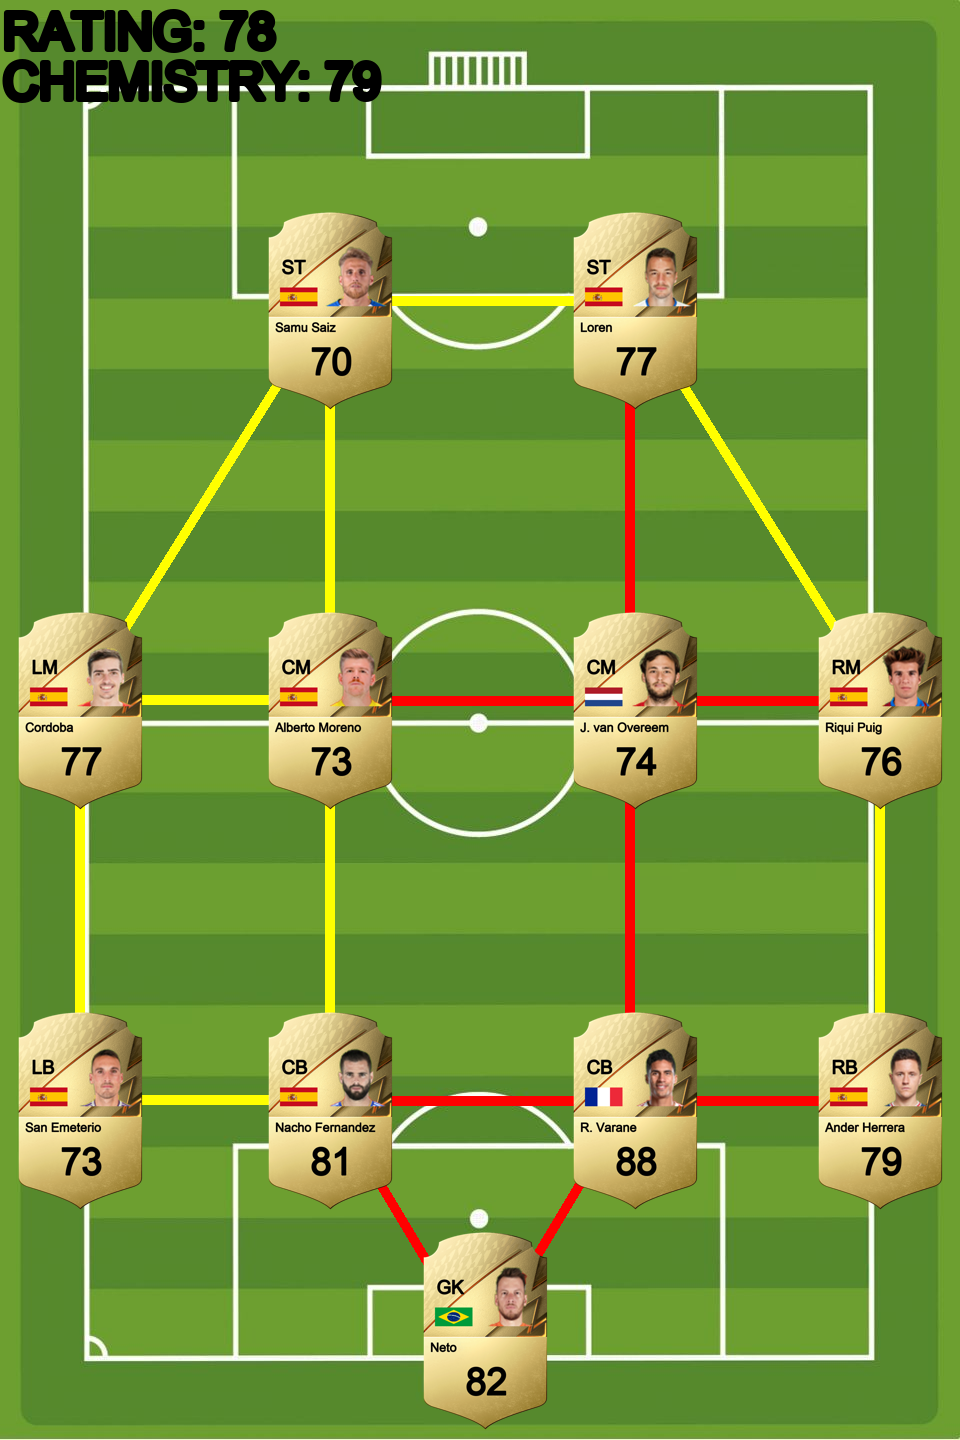 RATING: 78
CHEMISTRY: 79
ST
Samu Saiz
70
ST
Loren
77
LM
Cordoba
77
CM
Alberto Moreno
73
CM
J. van Overeem
74
RM
Riqui Puig
76
LB
San Emeterio
73
CB
Nacho Fernandez
81
CB
R. Varane
88
RB
Ander Herrera
79
GK
Neto
82